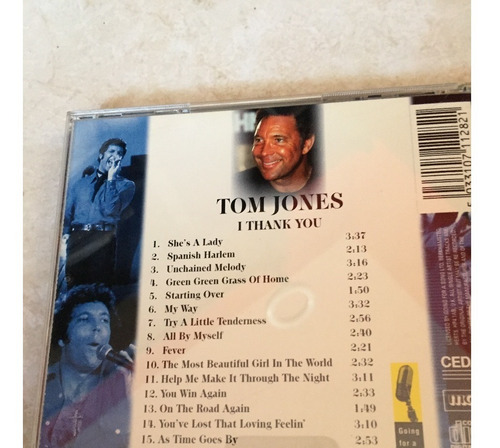 TOM JONES
I THANK YOU
1. She's A Lady 3:37
2. Spanish Harlem 2:13
3. Unchained Melody 3:16
4. Green Green Grass Of Home 2:23
5. Starting Over 1:50
6. My Way 3:32
7. Try A Little Tenderness 2:56
8. All By Myself 2:40
9. Fever 2:21
10. The Most Beautiful Girl In The World 2:32
11. Help Me Make It Through The Night 3:11
12. You Win Again 2:33
13. On The Road Again 1:49
14. You've Lost That Loving Feelin' 3:10
15. As Time Goes By 2:53
5 033107 112821
CED
Going
for a